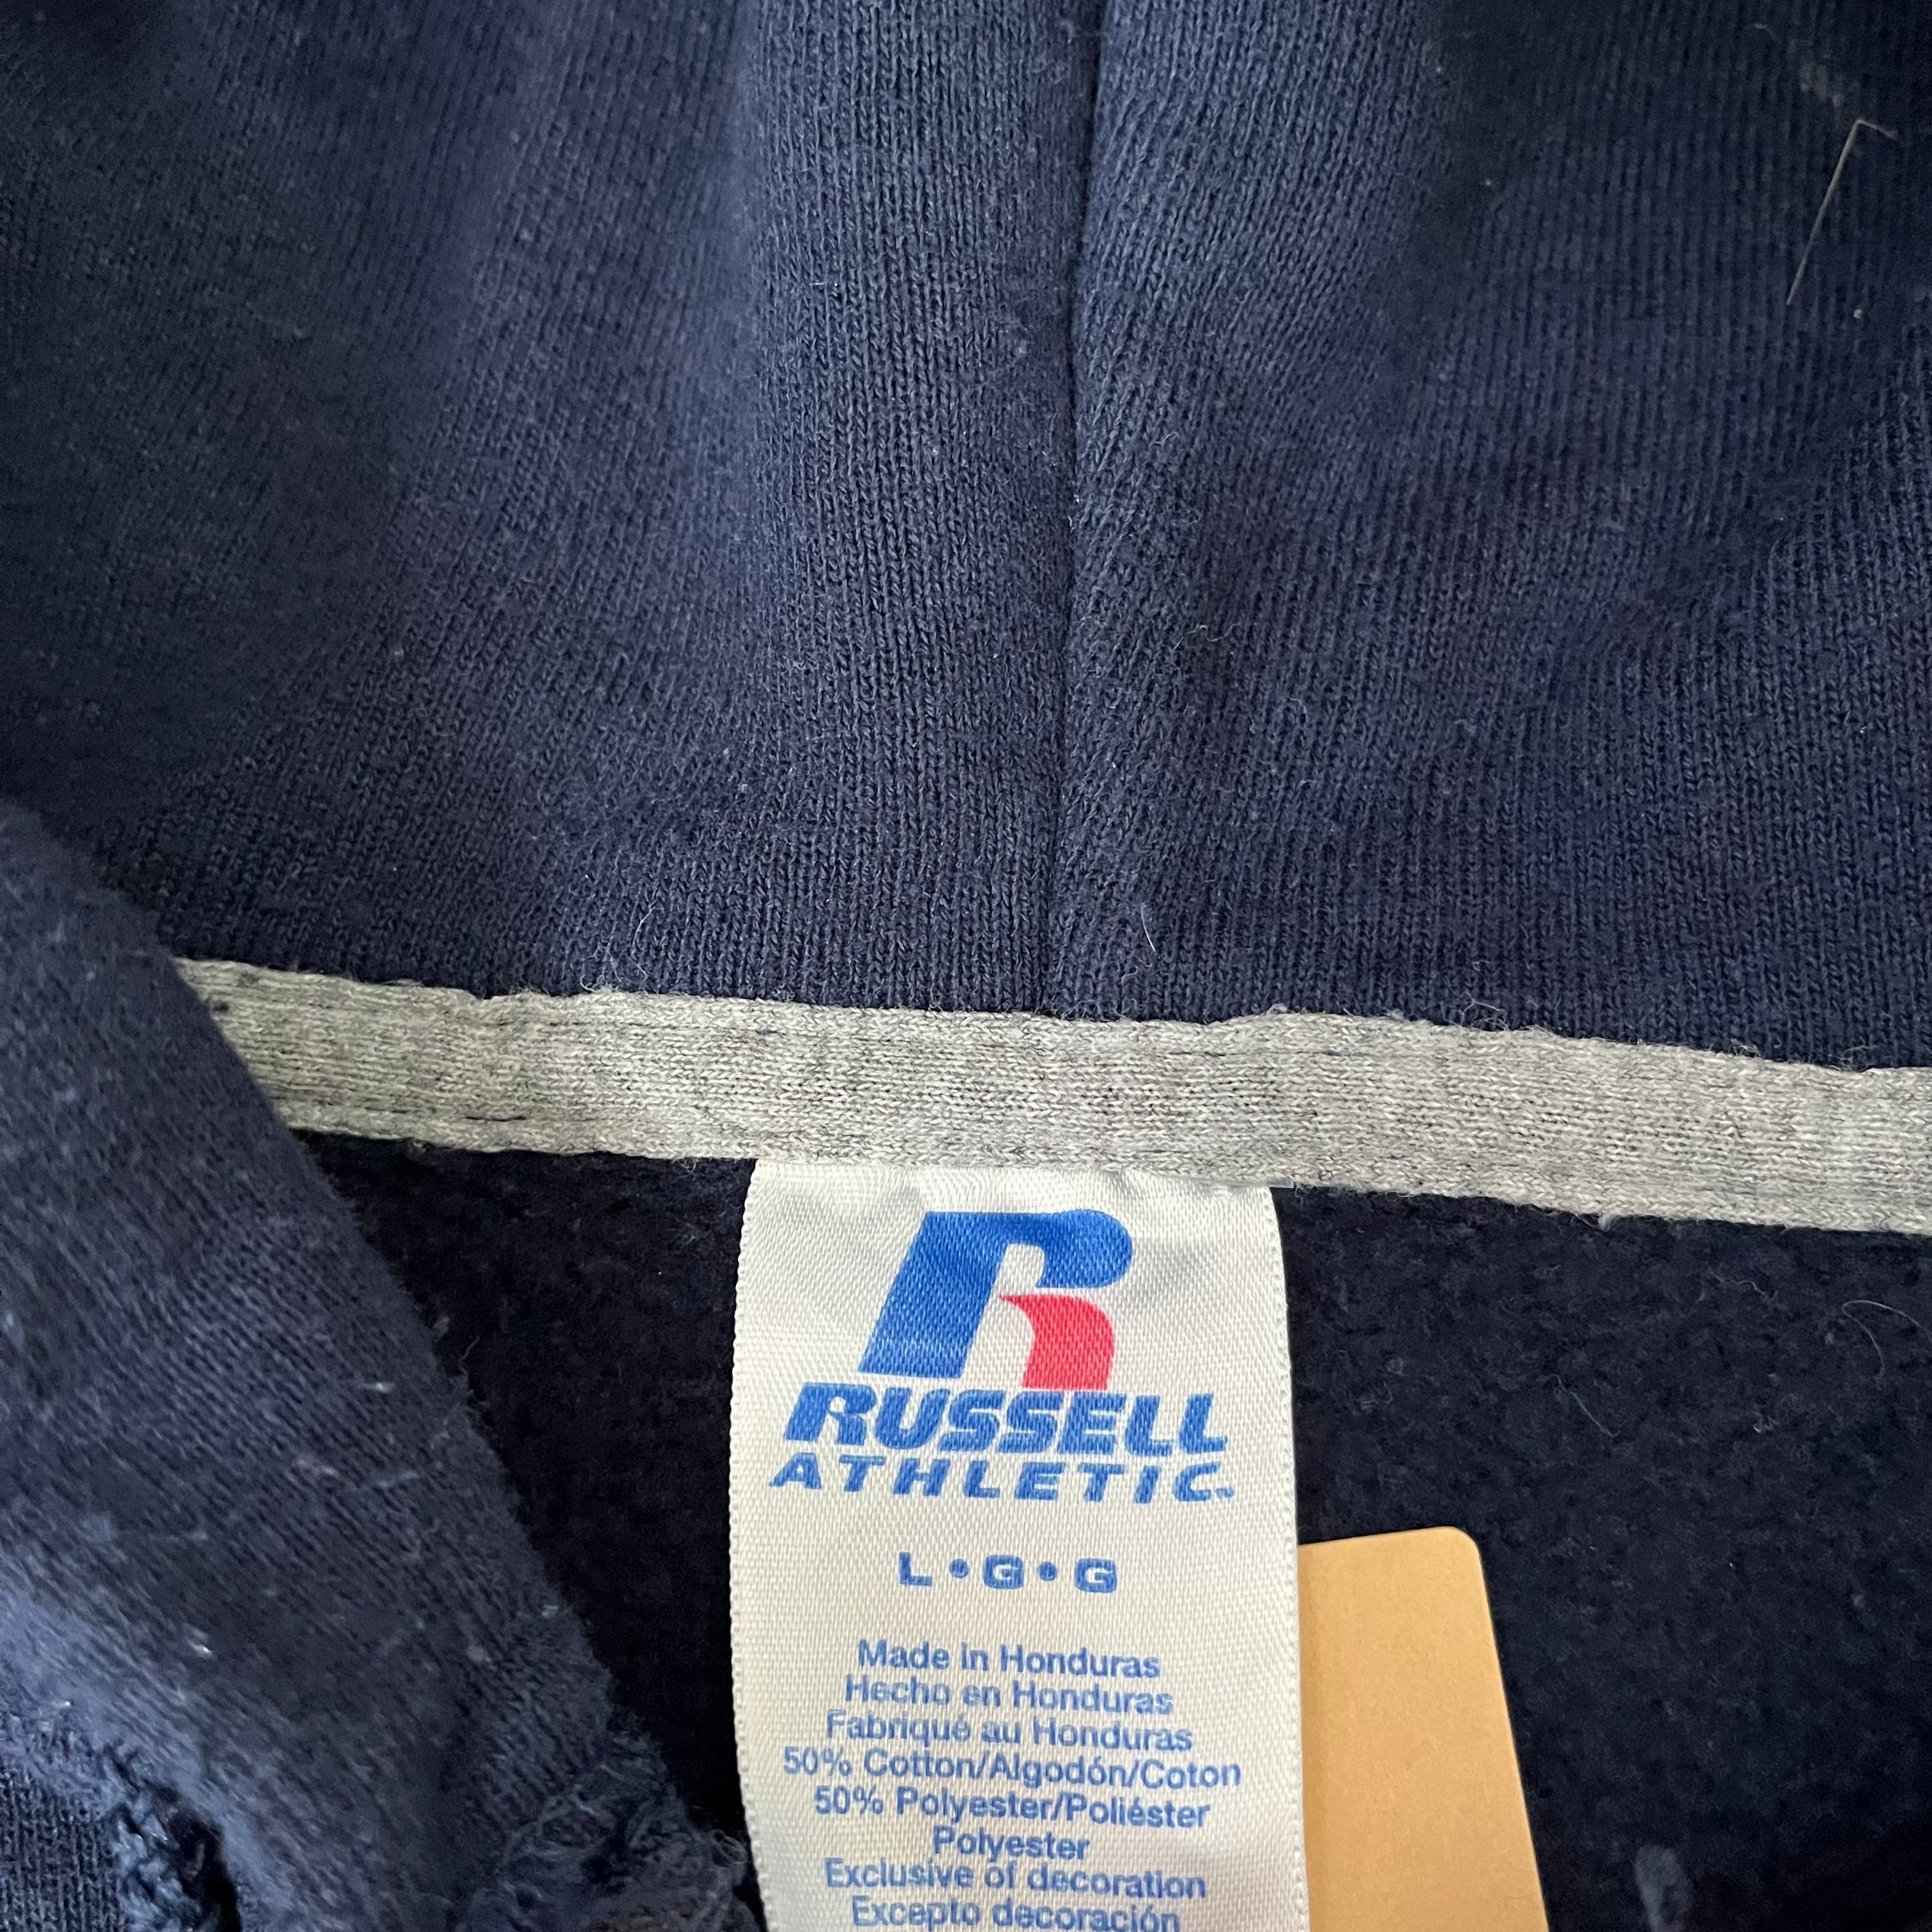 R
RUSSELL
ATHLETIC™
L•G•G
Made in Honduras
Hecho en Honduras
Fabriqué au Honduras
50% Cotton/Algodón/Coton
50% Polyester/Poliéster
Polyester
Exclusive of decoration
Excepto decoración